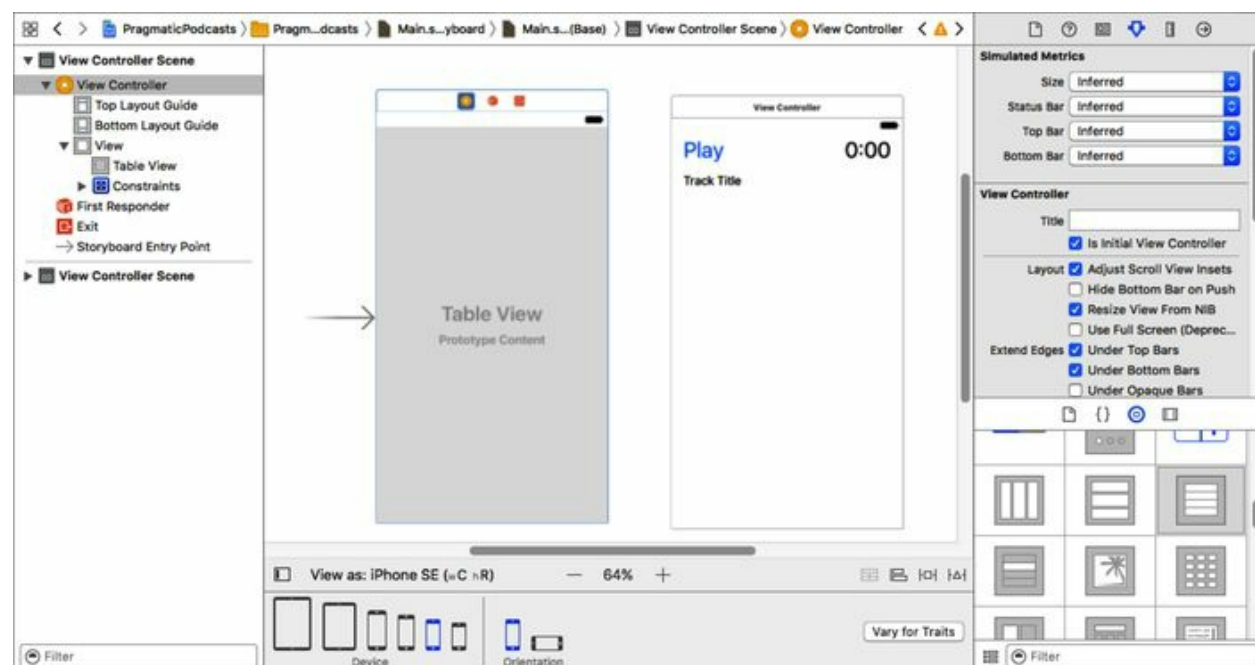 PragmaticPodcasts
Pragm...dcasts
Main.s...yboard
Main.s...(Base)
View Controller Scene
View Controller
View Controller Scene
View Controller
Top Layout Guide
Bottom Layout Guide
View
Table View
Constraints
First Responder
Exit
Storyboard Entry Point
View Controller Scene
Filter
Table View
Prototype Content
View Controller
Play
0:00
Track Title
View as: iPhone SE (wC hR)
— 64% +
Device
Orientation
Vary for Traits
Simulated Metrics
Size Inferred
Status Bar Inferred
Top Bar Inferred
Bottom Bar Inferred
View Controller
Title
Is Initial View Controller
Layout Adjust Scroll View Insets
Hide Bottom Bar on Push
Resize View From NIB
Use Full Screen (Deprec...
Extend Edges Under Top Bars
Under Bottom Bars
Under Opaque Bars
{}
Filter